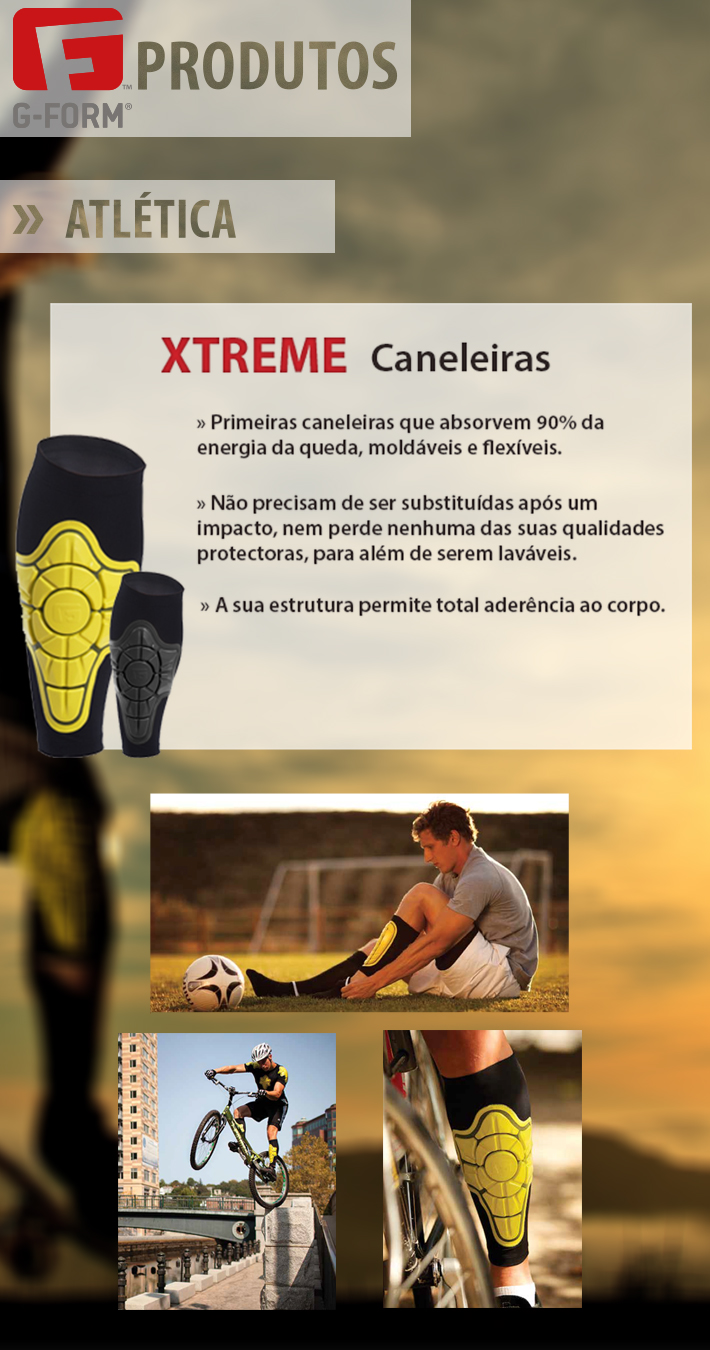 PRODUTOS
™
G-FORM®
» ATLÉTICA
XTREME Caneleiras
» Primeiras caneleiras que absorvem 90% da
energia da queda, moldáveis e flexíveis.
» Não precisam de ser substituídas após um
impacto, nem perde nenhuma das suas qualidades
protectoras, para além de serem laváveis.
» A sua estrutura permite total aderência ao corpo.